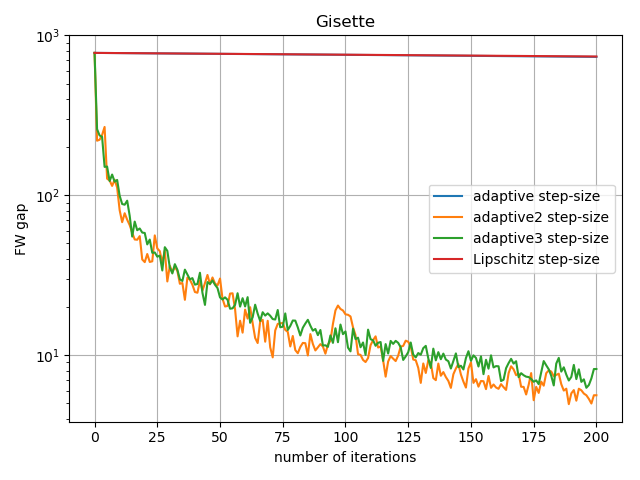 Gisette
FW gap
10³
10²
10¹
adaptive step-size
adaptive2 step-size
adaptive3 step-size
Lipschitz step-size
0 25 50 75 100 125 150 175 200
number of iterations